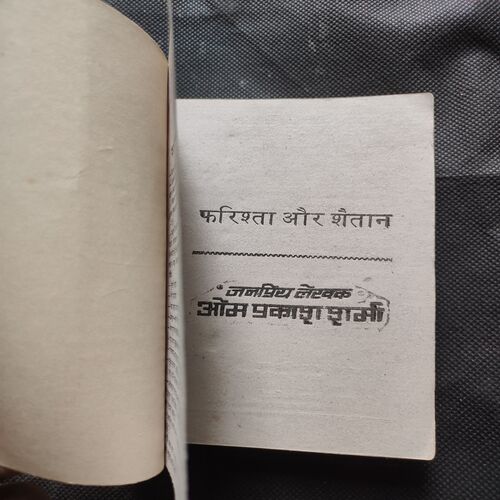 फरिश्ता और शैतान
जनप्रिय लेखक
ओम प्रकाश शर्मा